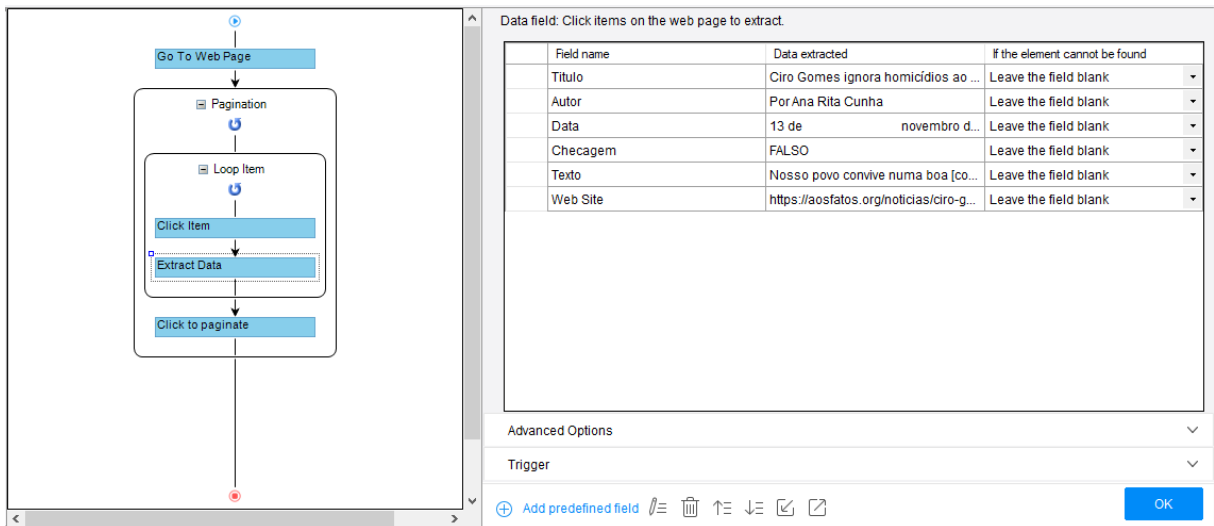 Go To Web Page
Pagination
Loop Item
Click Item
Extract Data
Click to paginate
Data field: Click items on the web page to extract.
Field name Data extracted If the element cannot be found
Titulo Ciro Gomes ignora homicídios ao ... Leave the field blank
Autor Por Ana Rita Cunha Leave the field blank
Data 13 de novembro d... Leave the field blank
Checagem FALSO Leave the field blank
Texto Nosso povo convive numa boa [co... Leave the field blank
Web Site https://aosfatos.org/noticias/ciro-g... Leave the field blank
Advanced Options
Trigger
Add predefined field
OK